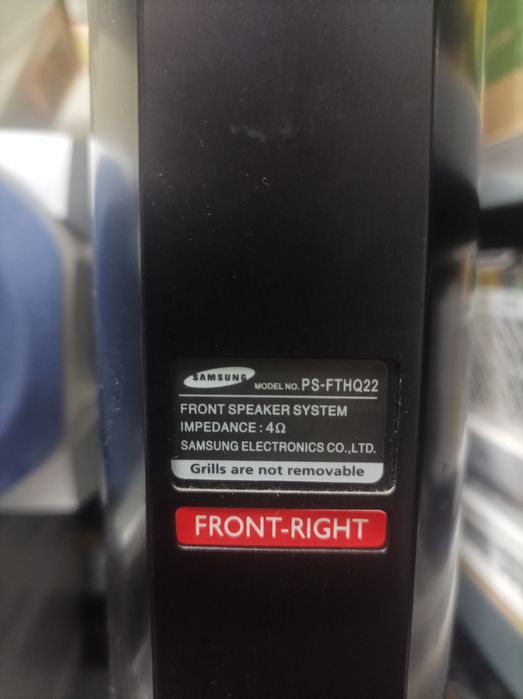 SAMSUNG MODEL NO. PS-FTHQ22
FRONT SPEAKER SYSTEM
IMPEDANCE : 4Ω
SAMSUNG ELECTRONICS CO.,LTD.
Grills are not removable
FRONT-RIGHT